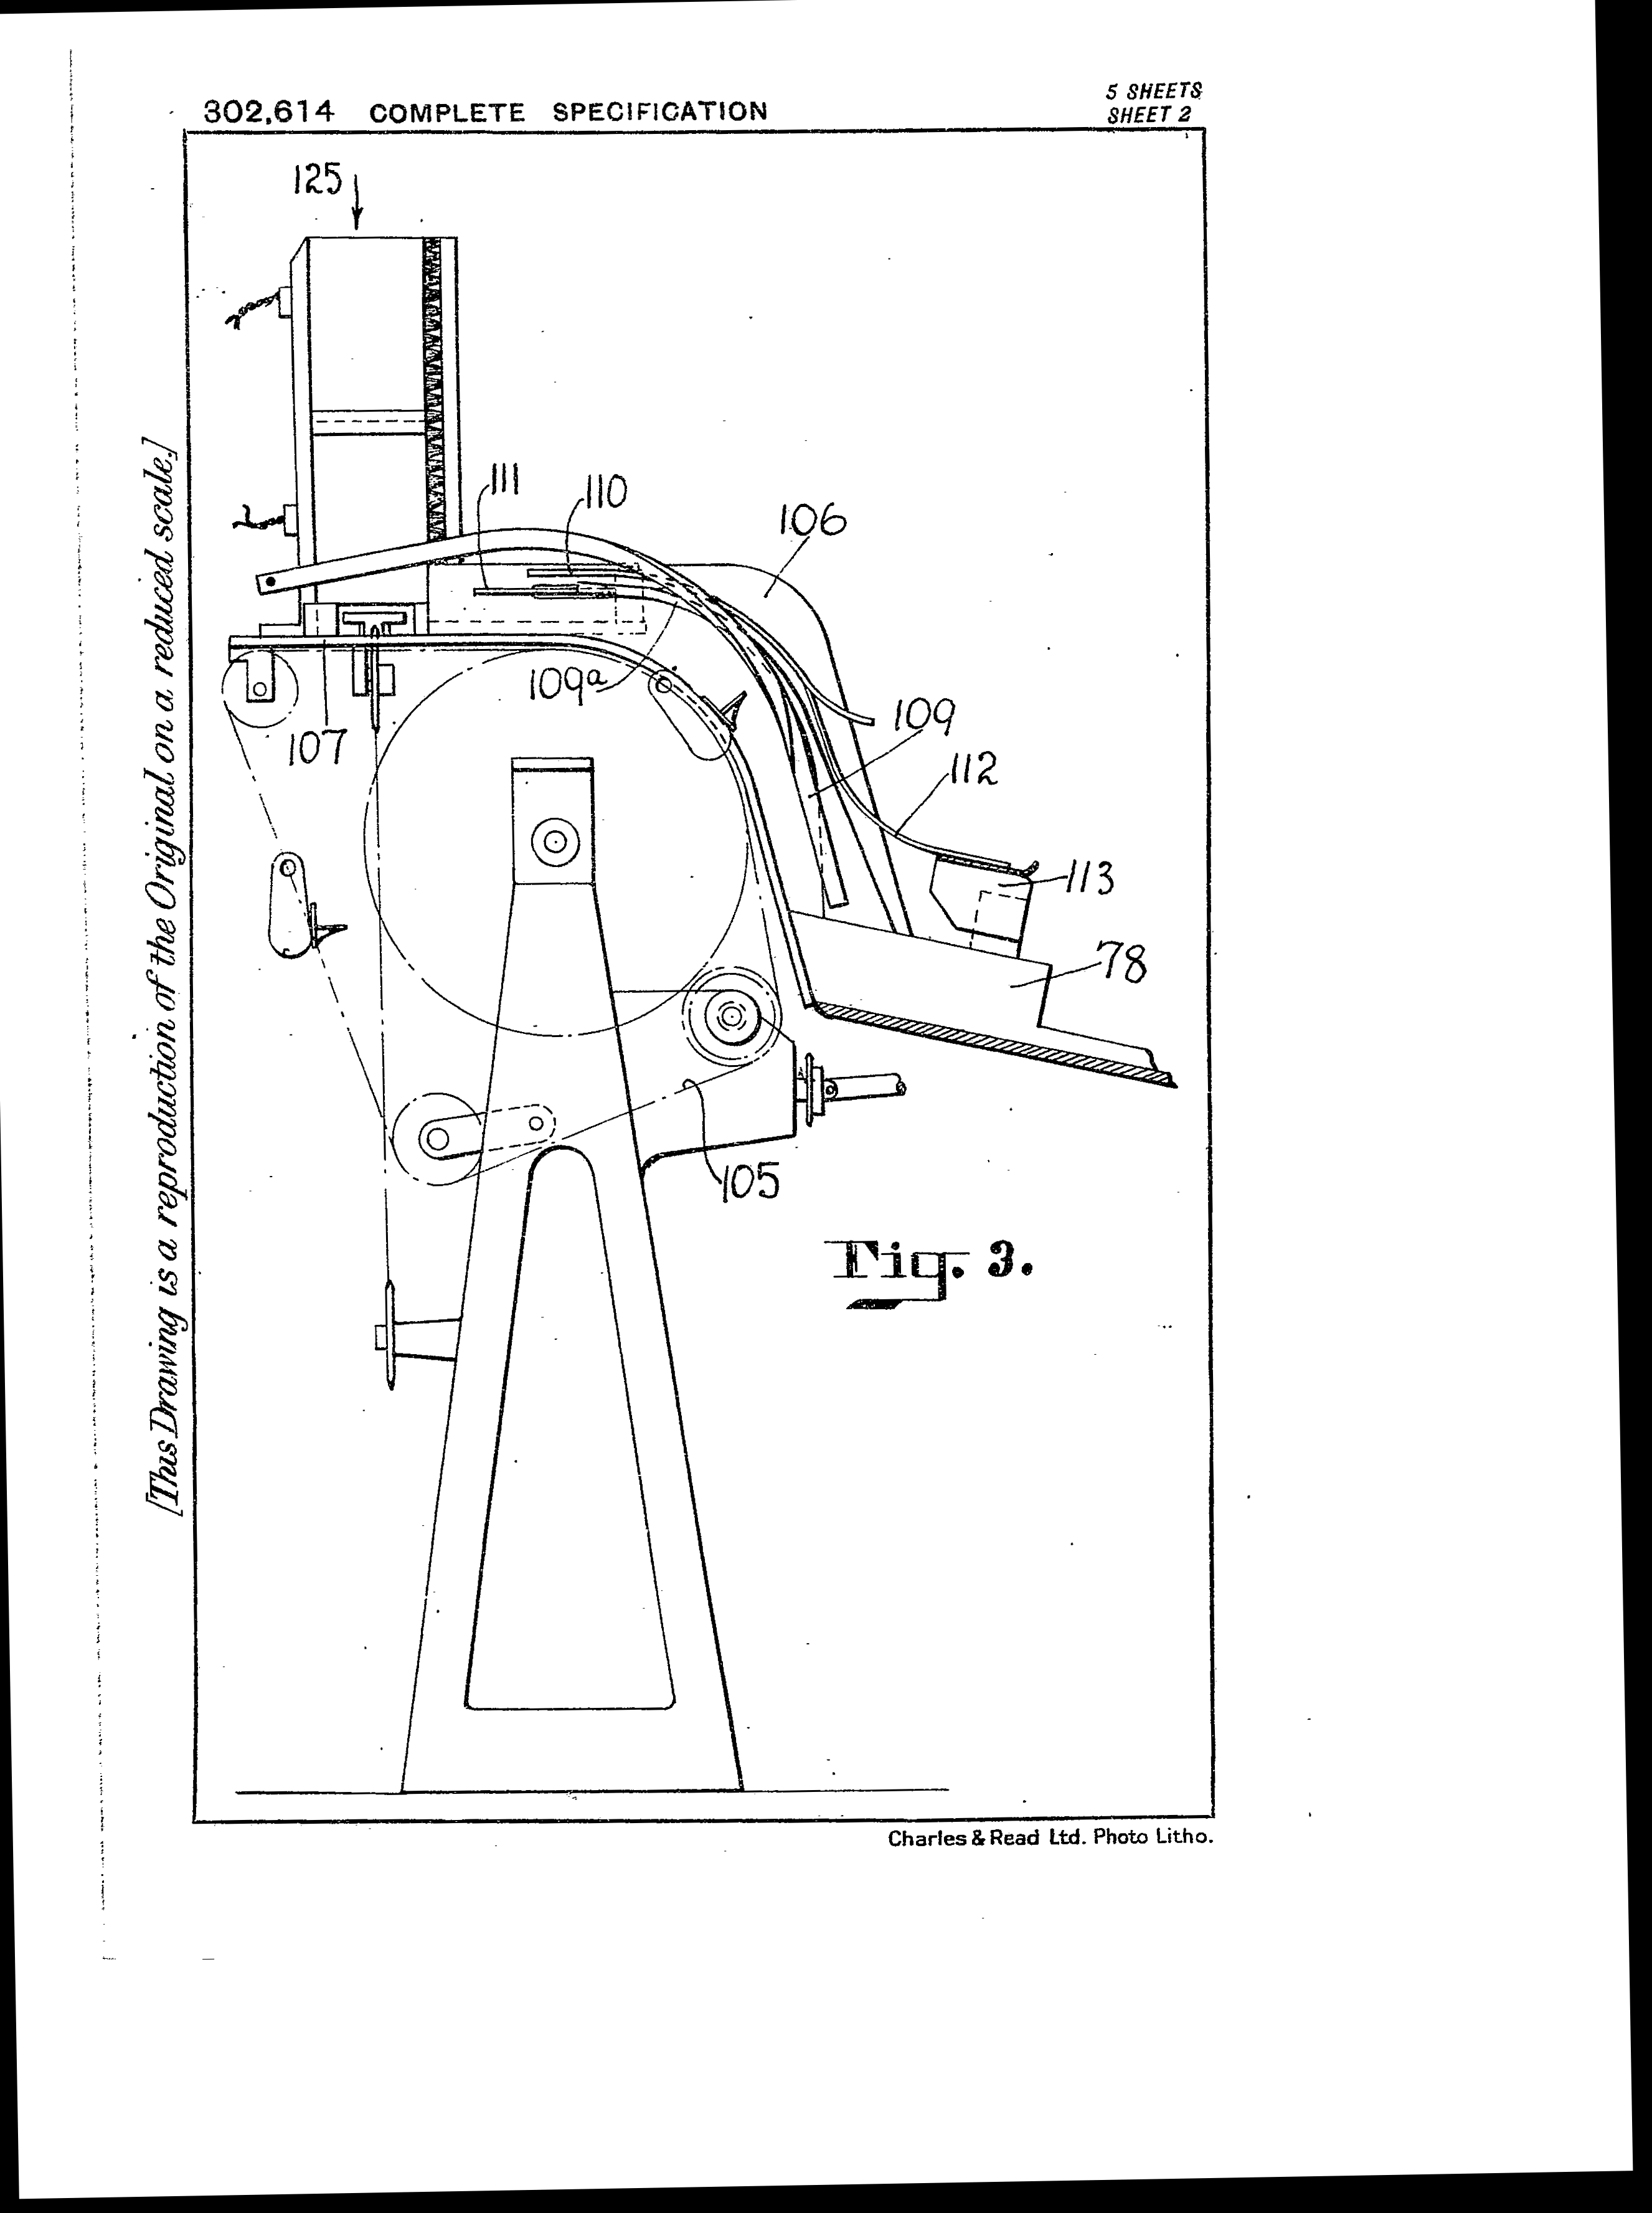 302,614 COMPLETE SPECIFICATION
5 SHEETS
SHEET 2
[This Drawing is a reproduction of the Original on a reduced scale.]
125
111
110
106
109a
107
109
112
113
78
105
Fig. 3.
Charles & Read Ltd. Photo Litho.